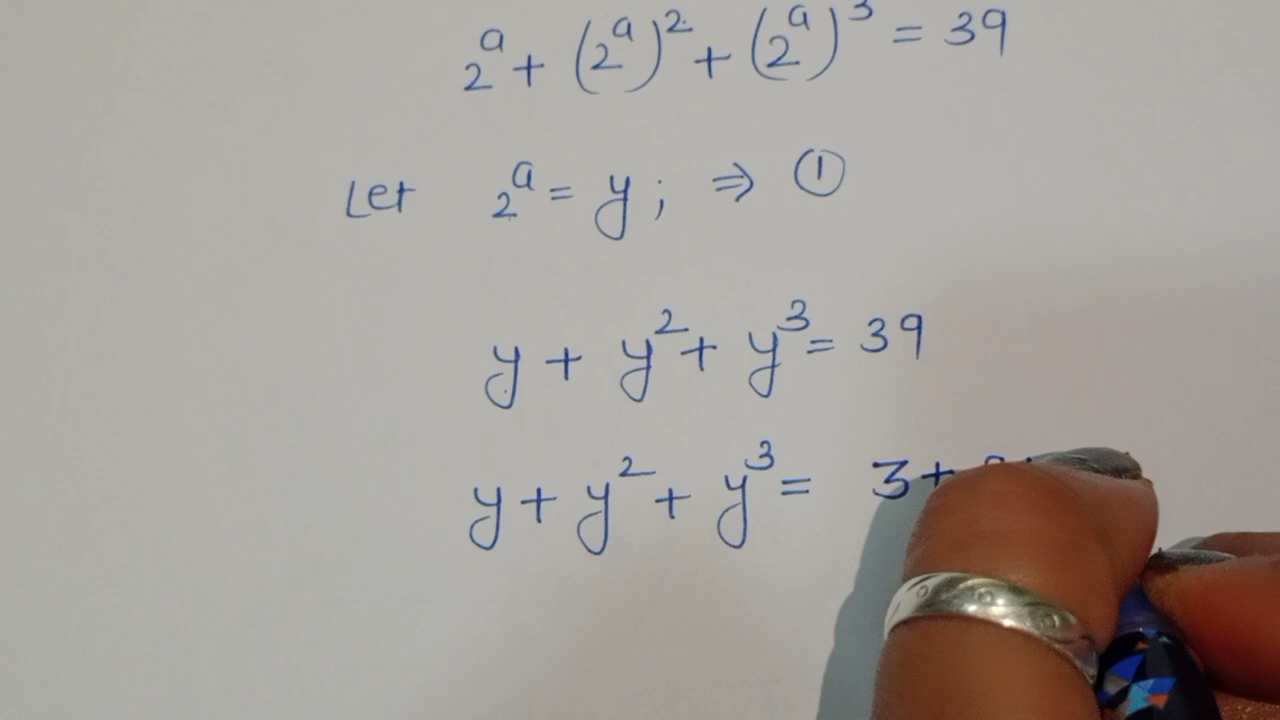 2^a + (2^a)^2 + (2^a)^3 = 39
Let 2^a = y; ⇒ ①
y + y^2 + y^3 = 39
y + y^2 + y^3 = 3 +